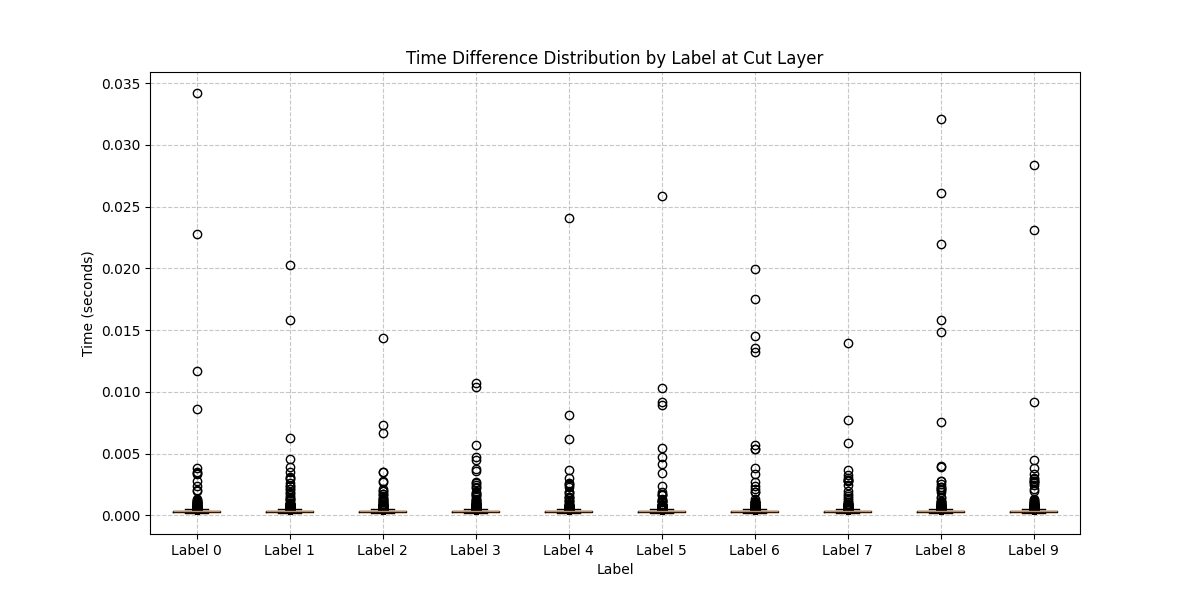 Time Difference Distribution by Label at Cut Layer
Time (seconds)
0.035
0.030
0.025
0.020
0.015
0.010
0.005
0.000
Label 0 Label 1 Label 2 Label 3 Label 4 Label 5 Label 6 Label 7 Label 8 Label 9
Label